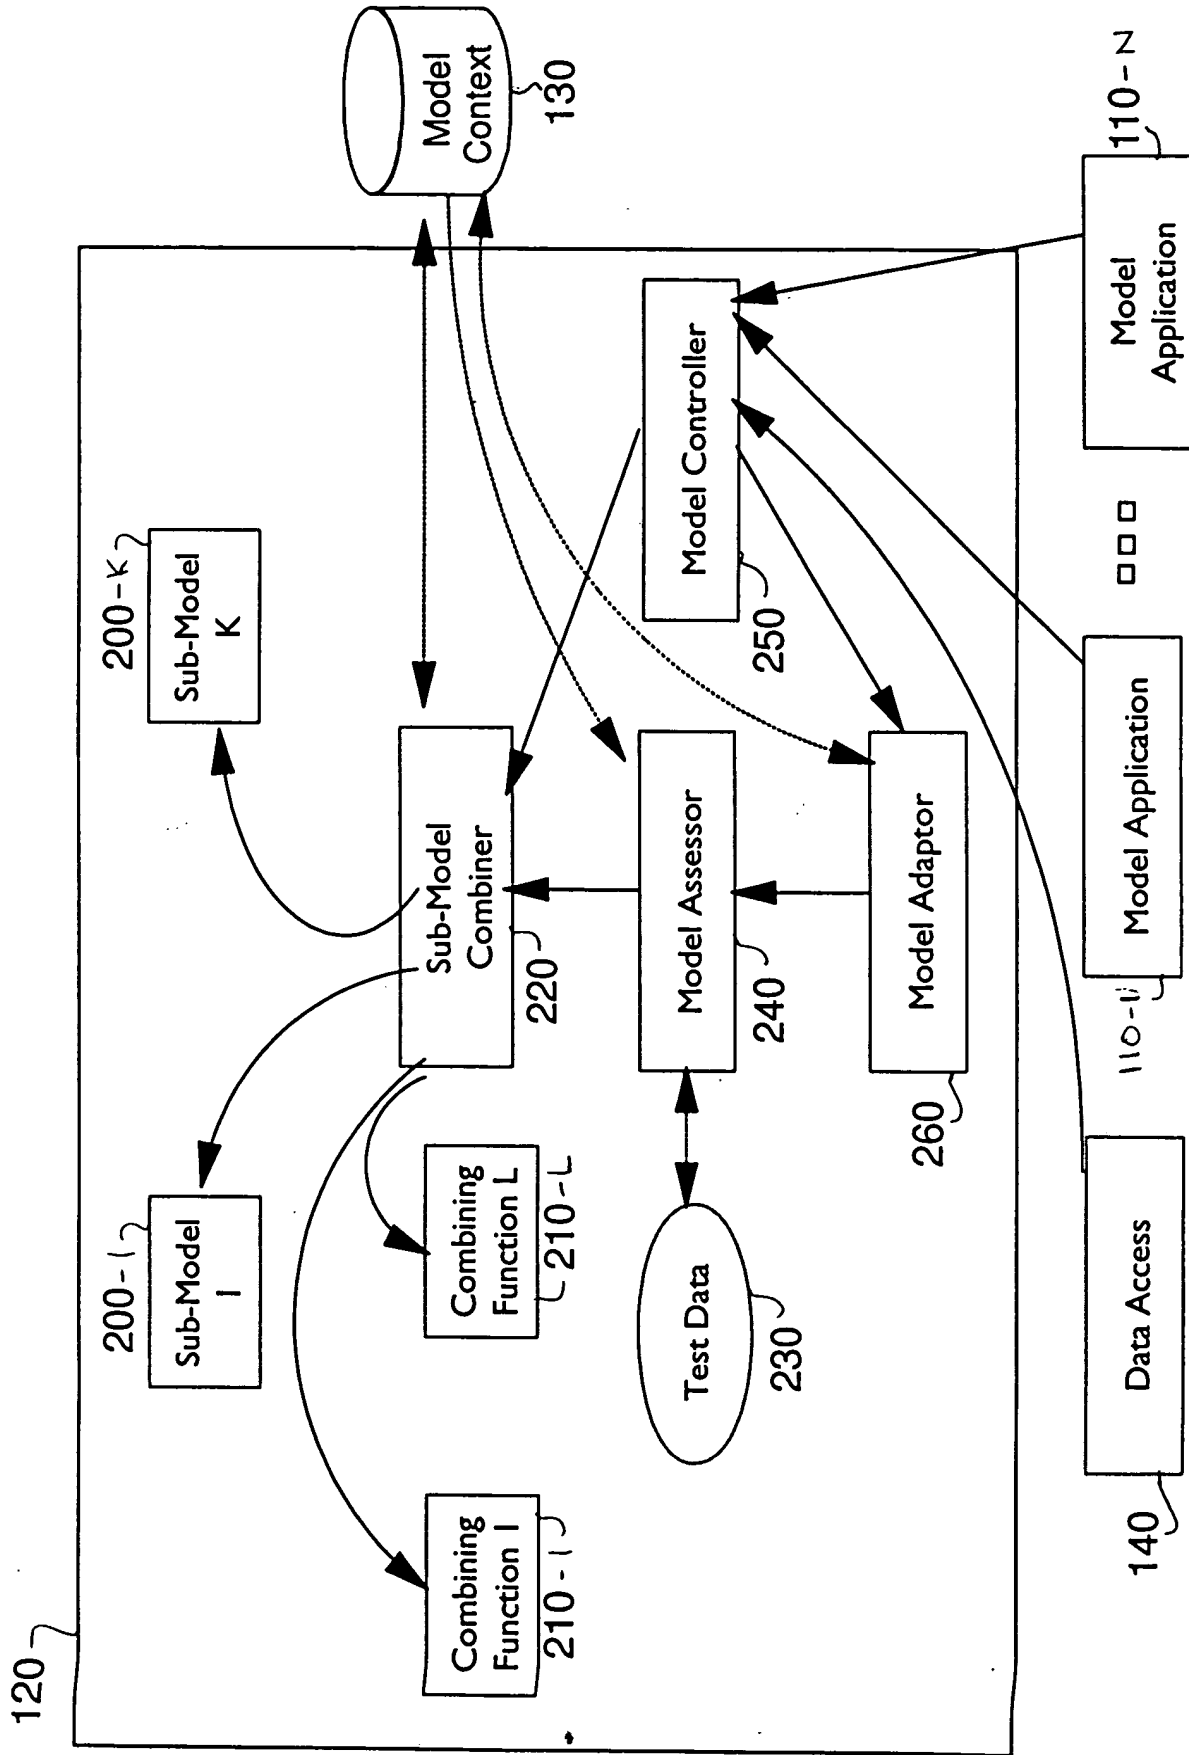 120
200-1
Sub-Model
1
200-K
Sub-Model
K
Model
Context
130
Combining
Function 1
210-1
Combining
Function L
210-L
Sub-Model
Combiner
220
Test Data
230
Model Assessor
240
Model Controller
250
Model Adaptor
260
Data Access
140
Model Application
110-1
Model
Application
110-N